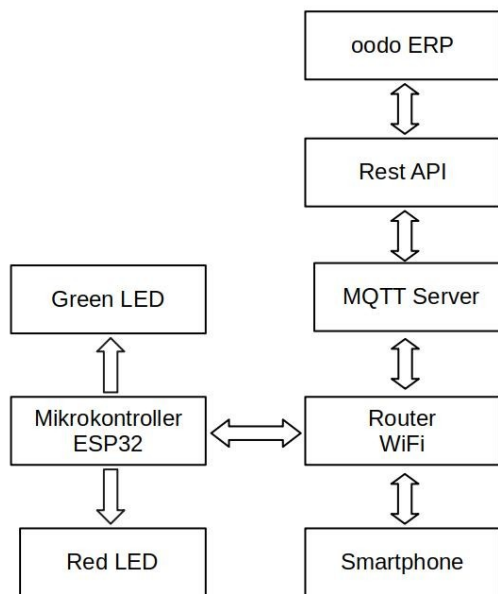 oodo ERP
Rest API
MQTT Server
Green LED
Mikrokontroller
ESP32
Router
WiFi
Red LED
Smartphone